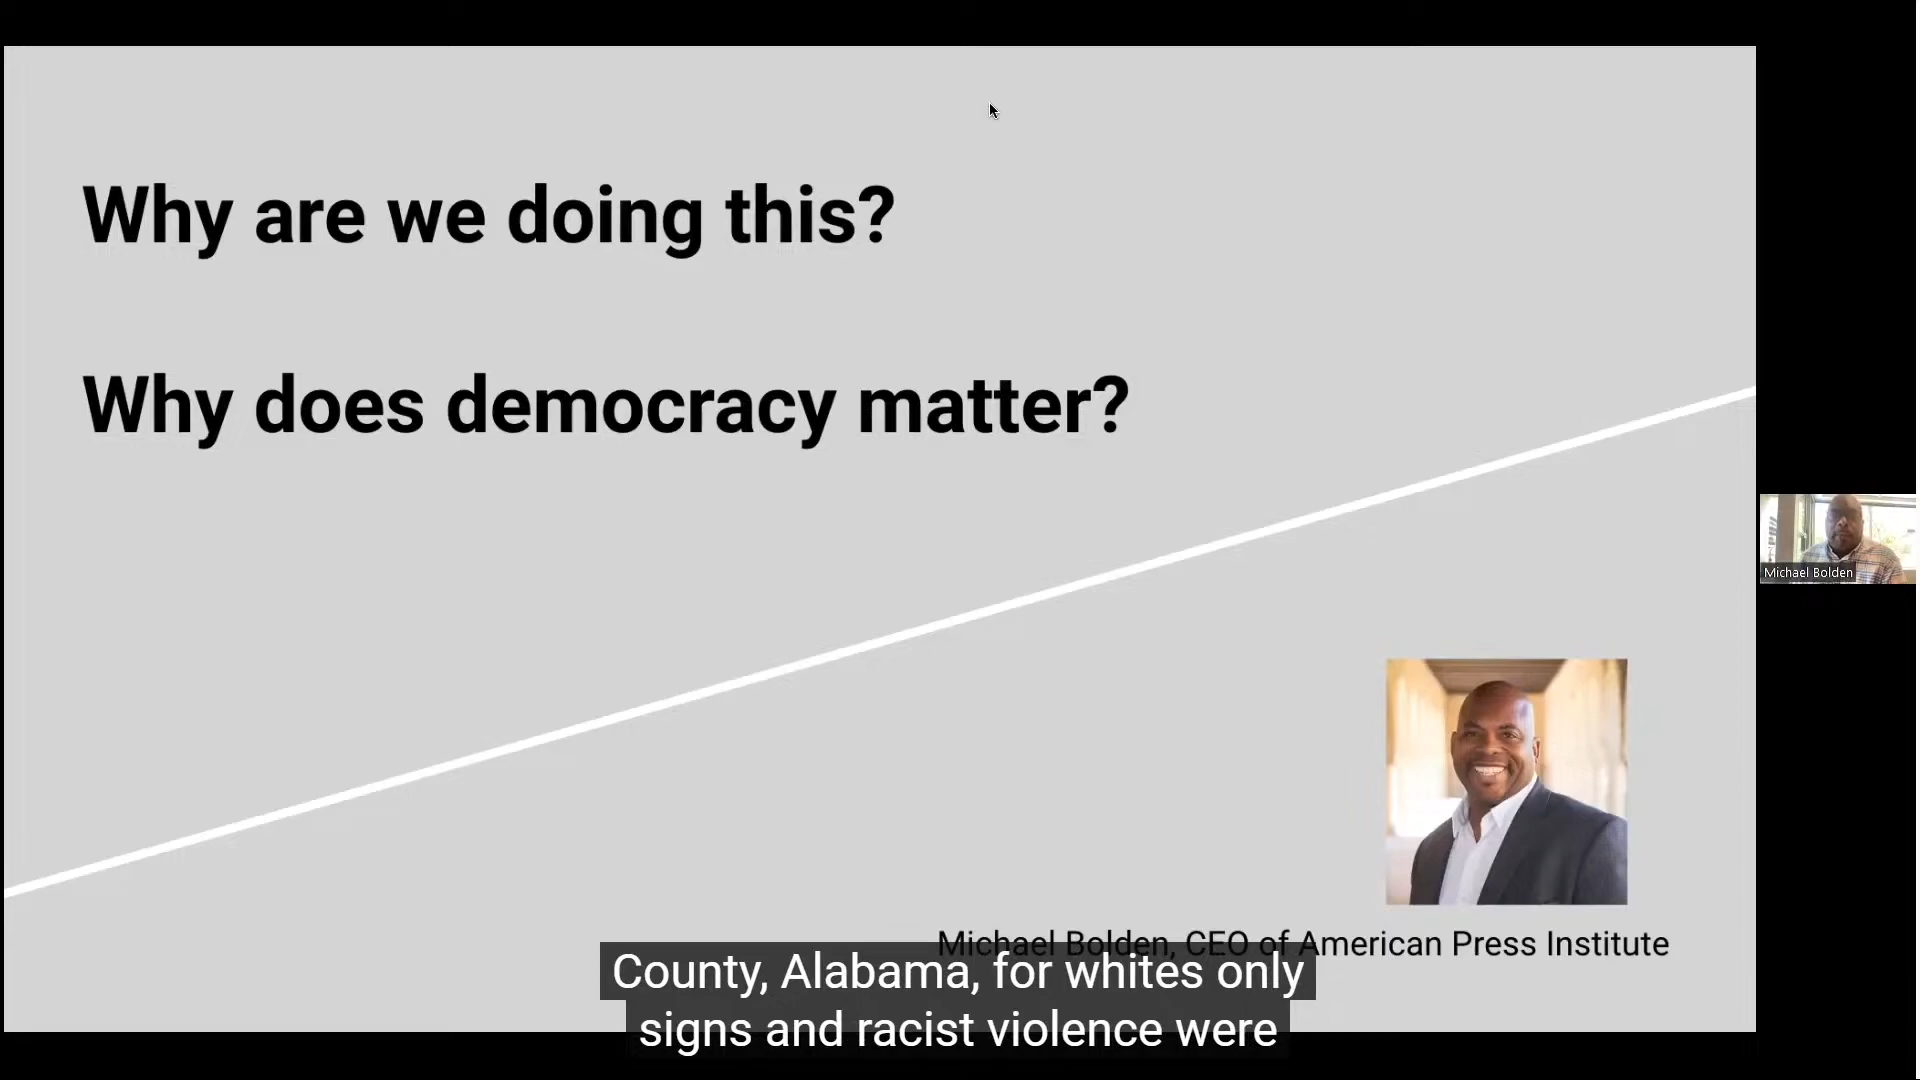 Why are we doing this?
Why does democracy matter?
Michael Bolden
Michael Bolden, CEO of American Press Institute
County, Alabama, for whites only
signs and racist violence were